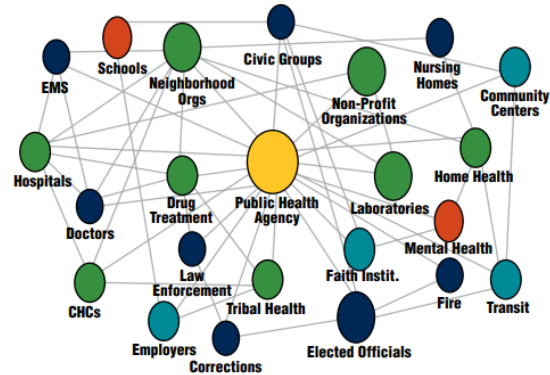 Schools
Civic Groups
EMS
Neighborhood
Orgs
Nursing
Homes
Community
Centers
Non-Profit
Organizations
Hospitals
Drug
Treatment
Public Health
Agency
Laboratories
Home Health
Doctors
Mental Health
Law
Enforcement
Faith Instit.
CHCs
Tribal Health
Fire
Transit
Employers
Corrections
Elected Officials